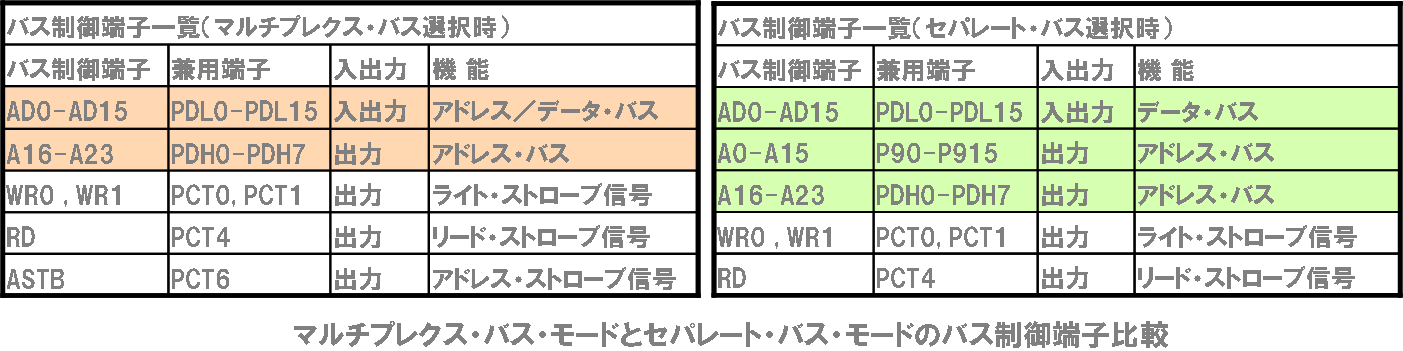 バス制御端子一覧(マルチプレクス・バス選択時)
バス制御端子 兼用端子 入出力 機 能
AD0-AD15 PDL0-PDL15 入出力 アドレス／データ・バス
A16-A23 PDH0-PDH7 出力 アドレス・バス
WR0 , WR1 PCT0, PCT1 出力 ライト・ストローブ信号
RD PCT4 出力 リード・ストローブ信号
ASTB PCT6 出力 アドレス・ストローブ信号
バス制御端子一覧(セパレート・バス選択時)
バス制御端子 兼用端子 入出力 機 能
AD0-AD15 PDL0-PDL15 入出力 データ・バス
A0-A15 P90-P915 出力 アドレス・バス
A16-A23 PDH0-PDH7 出力 アドレス・バス
WR0 , WR1 PCT0, PCT1 出力 ライト・ストローブ信号
RD PCT4 出力 リード・ストローブ信号
マルチプレクス・バス・モードとセパレート・バス・モードのバス制御端子比較